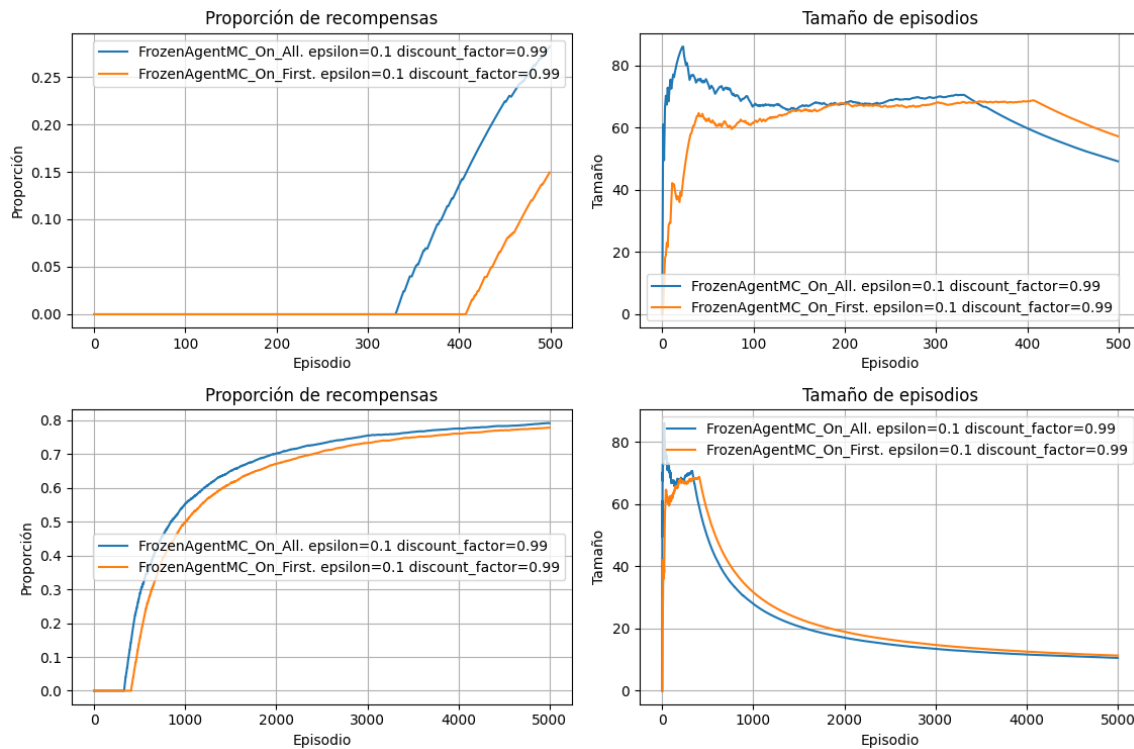 Proporción de recompensas
FrozenAgentMC_On_All. epsilon=0.1 discount_factor=0.99
FrozenAgentMC_On_First. epsilon=0.1 discount_factor=0.99
Proporción
0.25
0.20
0.15
0.10
0.05
0.00
0 100 200 300 400 500
Episodio
Tamaño de episodios
Tamaño
80
60
40
20
0
FrozenAgentMC_On_All. epsilon=0.1 discount_factor=0.99
FrozenAgentMC_On_First. epsilon=0.1 discount_factor=0.99
0 100 200 300 400 500
Episodio
Proporción de recompensas
Proporción
0.8
0.7
0.6
0.5
0.4
0.3
0.2
0.1
0.0
FrozenAgentMC_On_All. epsilon=0.1 discount_factor=0.99
FrozenAgentMC_On_First. epsilon=0.1 discount_factor=0.99
0 1000 2000 3000 4000 5000
Episodio
Tamaño de episodios
FrozenAgentMC_On_All. epsilon=0.1 discount_factor=0.99
FrozenAgentMC_On_First. epsilon=0.1 discount_factor=0.99
Tamaño
80
60
40
20
0
0 1000 2000 3000 4000 5000
Episodio